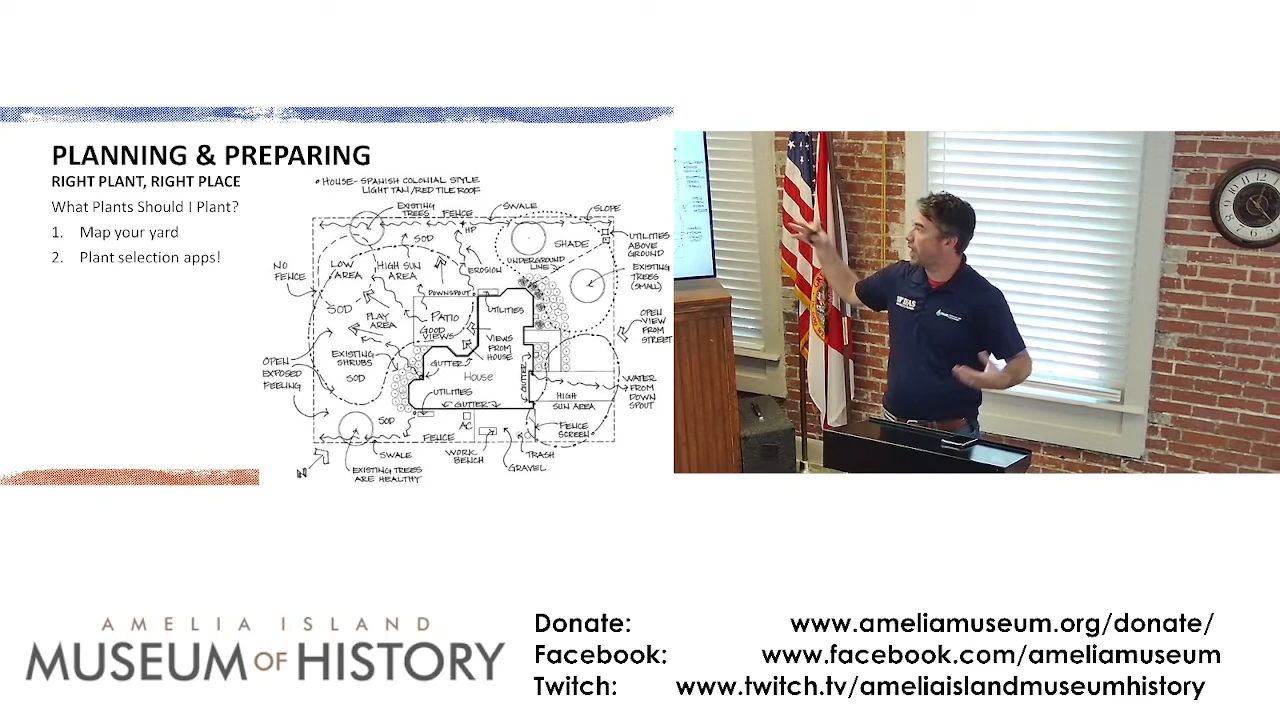 PLANNING & PREPARING
RIGHT PLANT, RIGHT PLACE
What Plants Should I Plant?
1. Map your yard
2. Plant selection apps!
HOUSE- SPANISH COLONIAL STYLE
LIGHT TAN/RED TILE ROOF
EXISTING
TREES
FENCE
SWALE
SLOPE
HP
SOD
SHADE
UTILITIES
ABOVE
GROUND
NO
FENCE
LOW
AREA
HIGH SUN
AREA
EROSION
UNDERGROUND
LINE
EXISTING
TREES
(SMALL)
DOWNSPOUT
SOD
PLAY
AREA
PATIO
GOOD
VIEWS
UTILITIES
OPEN
VIEW
FROM
STREET
VIEWS
FROM
HOUSE
OPEN
EXPOSED
FEELING
EXISTING
SHRUBS
SOD
GUTTER
House
GUTTER
UTILITIES
GUTTER
WATER
FROM
DOWN
SPOUT
HIGH
SUN AREA
SOD
FENCE
AC
FENCE
SCREEN
SWALE
WORK
BENCH
TRASH
GRAVEL
N
EXISTING TREES
ARE HEALTHY
AMELIA ISLAND
MUSEUM OF HISTORY
Donate: www.ameliamuseum.org/donate/
Facebook: www.facebook.com/ameliamuseum
Twitch: www.twitch.tv/ameliaislandmuseumhistory